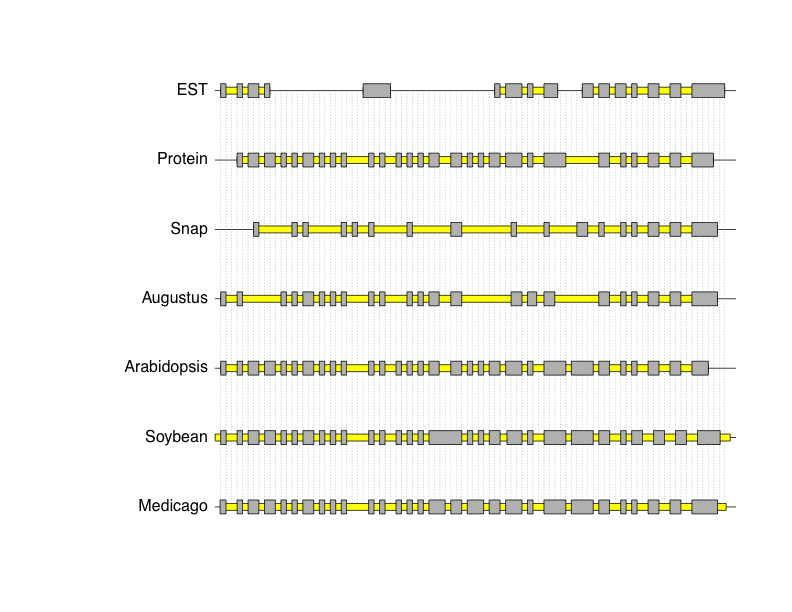 EST
Protein
Snap
Augustus
Arabidopsis
Soybean
Medicago